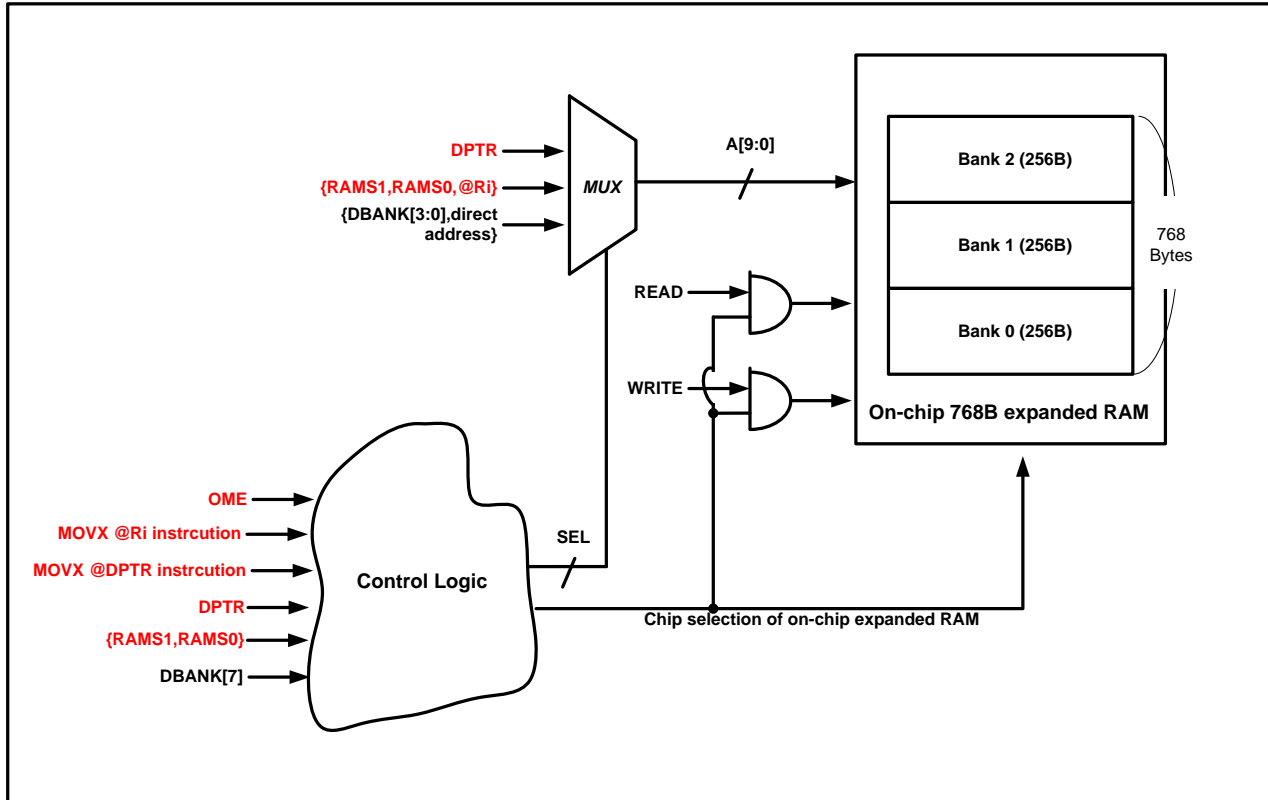 DPTR
{RAMS1,RAMS0,@Ri}
{DBANK[3:0],direct
address}
MUX
A[9:0]
Bank 2 (256B)
Bank 1 (256B)
Bank 0 (256B)
768
Bytes
READ
WRITE
On-chip 768B expanded RAM
OME
MOVX @Ri instrcution
MOVX @DPTR instrcution
DPTR
{RAMS1,RAMS0}
DBANK[7]
Control Logic
SEL
Chip selection of on-chip expanded RAM